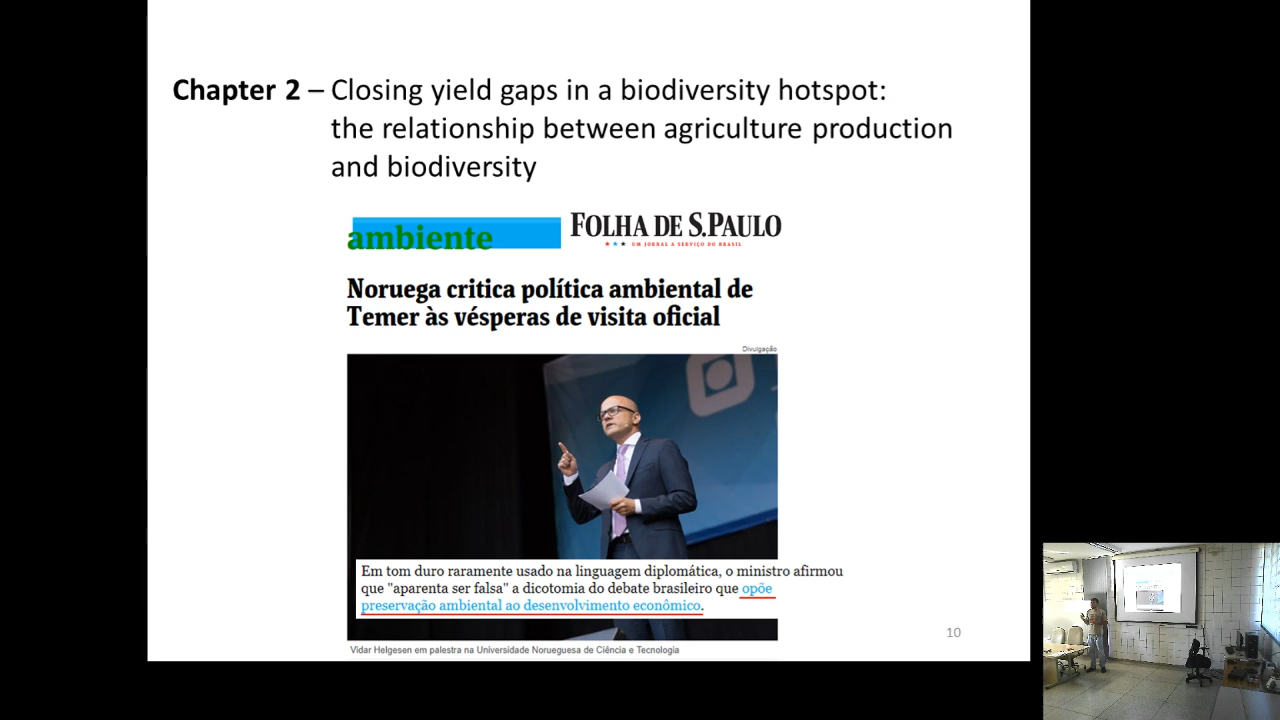 Chapter 2 – Closing yield gaps in a biodiversity hotspot:
the relationship between agriculture production
and biodiversity
ambiente
FOLHA DE S.PAULO
UM JORNAL A SERVIÇO DO BRASIL
Noruega critica política ambiental de
Temer às vésperas de visita oficial
Divulgação
Em tom duro raramente usado na linguagem diplomática, o ministro afirmou
que "aparenta ser falsa" a dicotomia do debate brasileiro que opõe
preservação ambiental ao desenvolvimento econômico.
10
Vidar Helgesen em palestra na Universidade Norueguesa de Ciência e Tecnologia